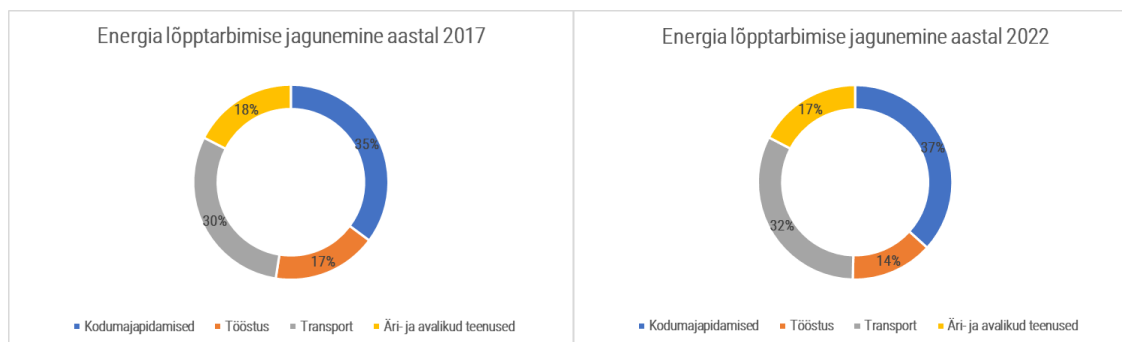 Energia lõpptarbimise jagunemine aastal 2017
18%
35%
30%
17%
Kodumajapidamised Tööstus Transport Äri- ja avalikud teenused
Energia lõpptarbimise jagunemine aastal 2022
17%
37%
32%
14%
Kodumajapidamised Tööstus Transport Äri- ja avalikud teenused